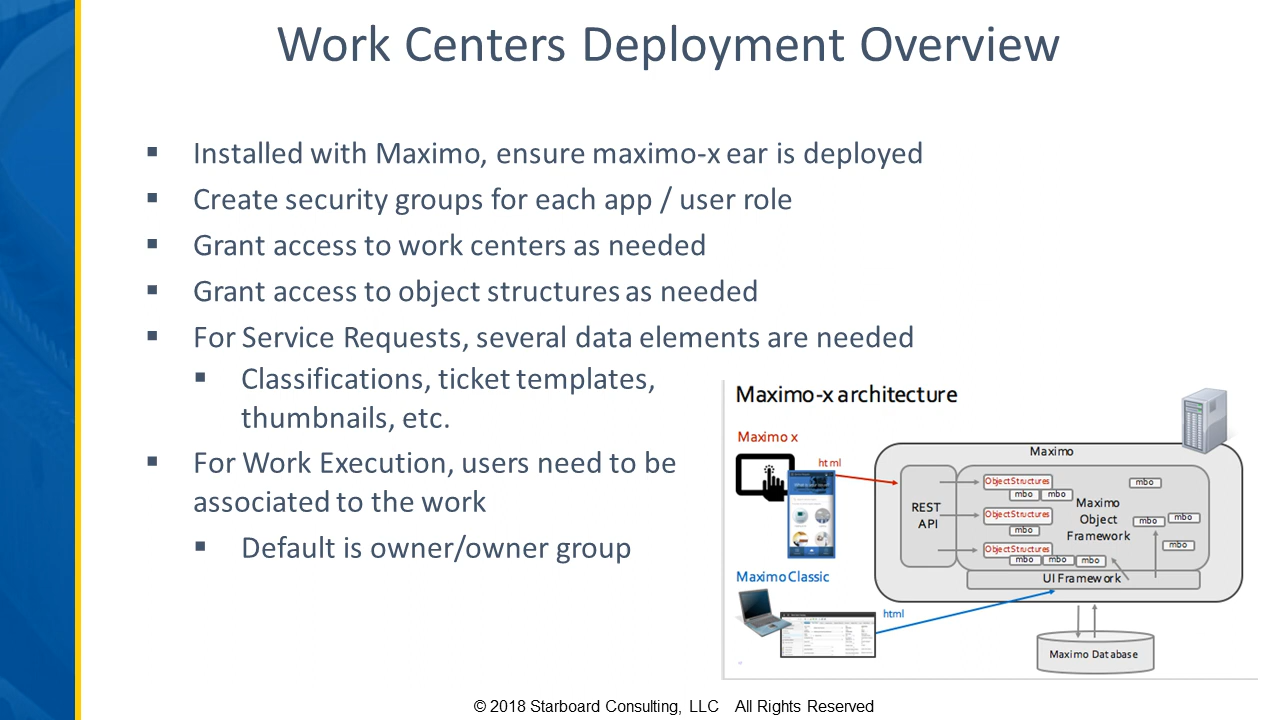 Work Centers Deployment Overview
▪ Installed with Maximo, ensure maximo-x ear is deployed
▪ Create security groups for each app / user role
▪ Grant access to work centers as needed
▪ Grant access to object structures as needed
▪ For Service Requests, several data elements are needed
▪ Classifications, ticket templates,
thumbnails, etc.
▪ For Work Execution, users need to be
associated to the work
▪ Default is owner/owner group
Maximo-x architecture
Maximo x
html
Maximo
REST
API
ObjectStructures
mbo mbo
ObjectStructures
mbo
ObjectStructures
mbo mbo mbo
Maximo
Object
Framework
mbo
mbo
mbo
mbo
UI Framework
Maximo Classic
html
Maximo Database
© 2018 Starboard Consulting, LLC All Rights Reserved